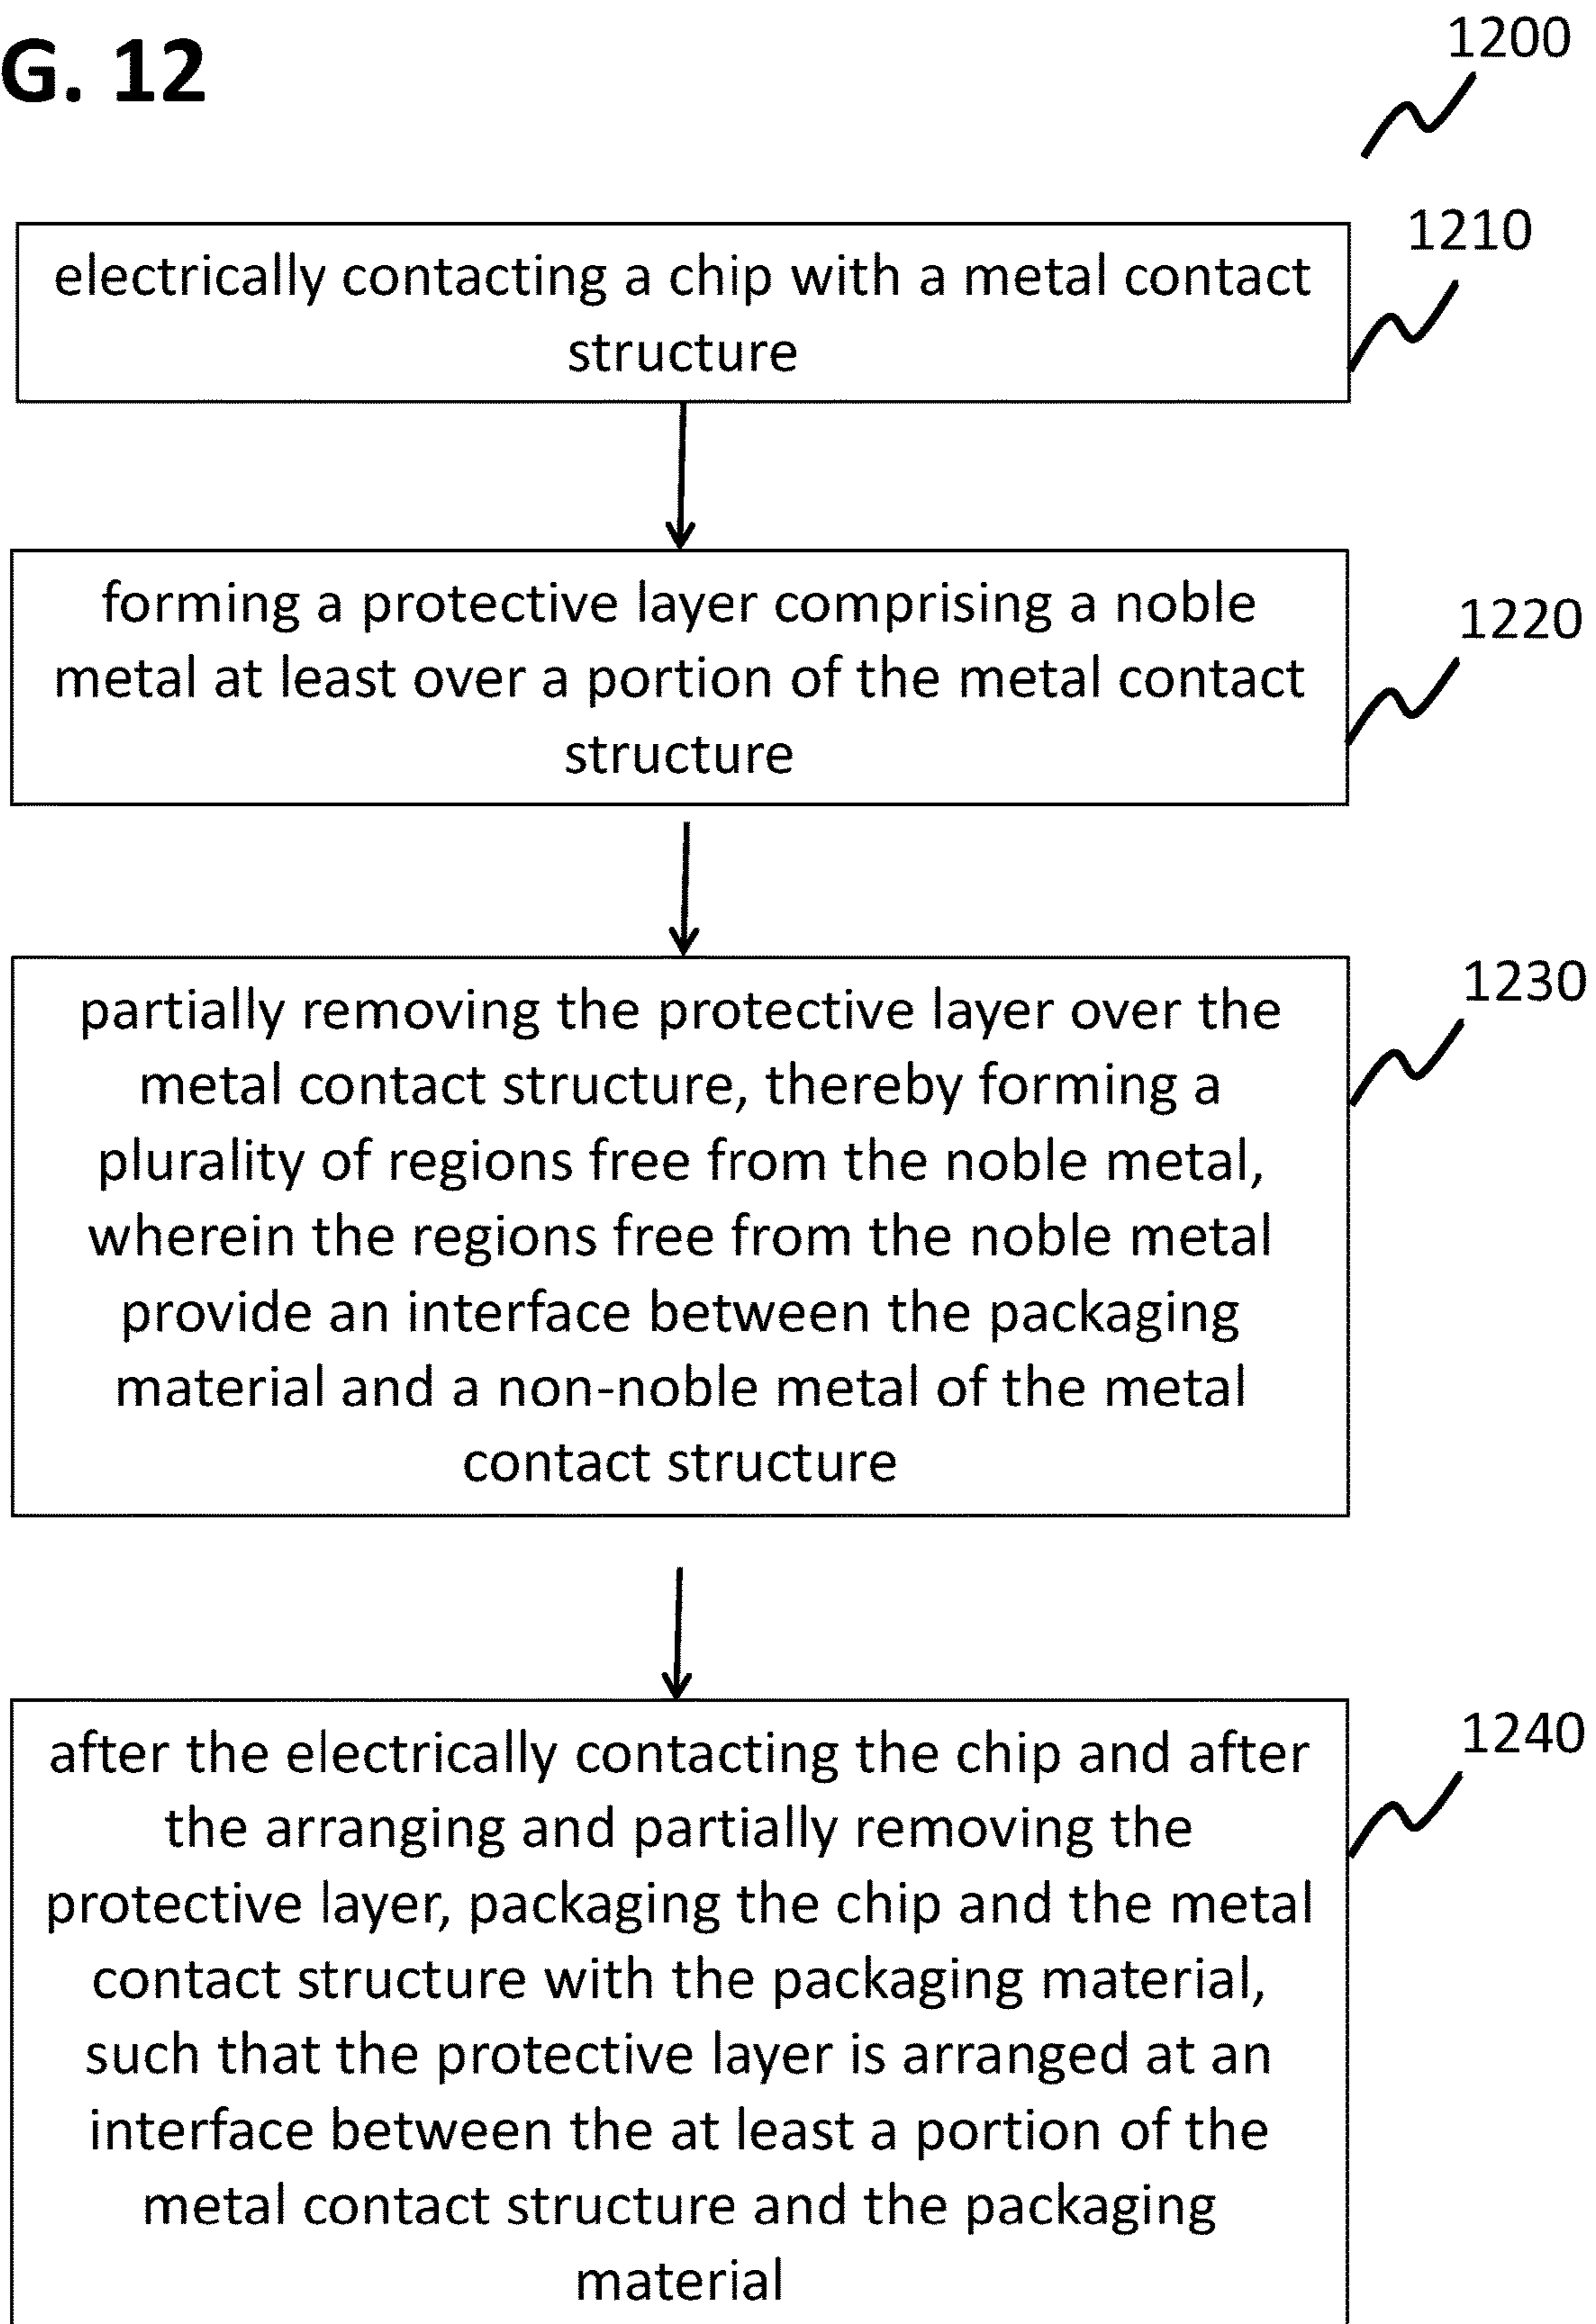 G. 12
1200
1210
electrically contacting a chip with a metal contact
structure
1220
forming a protective layer comprising a noble
metal at least over a portion of the metal contact
structure
1230
partially removing the protective layer over the
metal contact structure, thereby forming a
plurality of regions free from the noble metal,
wherein the regions free from the noble metal
provide an interface between the packaging
material and a non-noble metal of the metal
contact structure
1240
after the electrically contacting the chip and after
the arranging and partially removing the
protective layer, packaging the chip and the metal
contact structure with the packaging material,
such that the protective layer is arranged at an
interface between the at least a portion of the
metal contact structure and the packaging
material